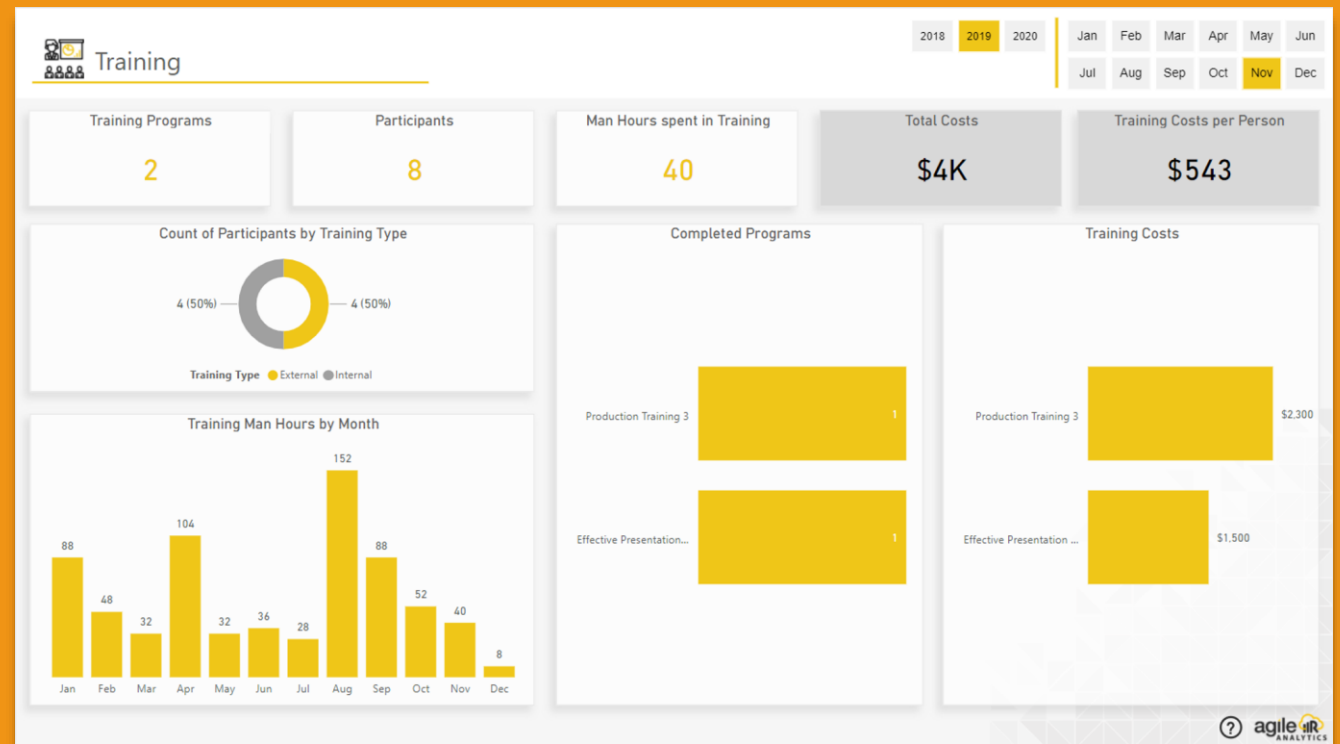 Training
2018 2019 2020
Jan Feb Mar Apr May Jun
Jul Aug Sep Oct Nov Dec
Training Programs
2
Participants
8
Man Hours spent in Training
40
Total Costs
$4K
Training Costs per Person
$543
Count of Participants by Training Type
4 (50%)
4 (50%)
Training Type External Internal
Training Man Hours by Month
88
48
32
104
32
36
28
152
88
52
40
8
Jan Feb Mar Apr May Jun Jul Aug Sep Oct Nov Dec
Completed Programs
Production Training 3
1
Effective Presentation...
1
Training Costs
Production Training 3
$2,300
Effective Presentation ...
$1,500
?
agile IR
ANALYTICS